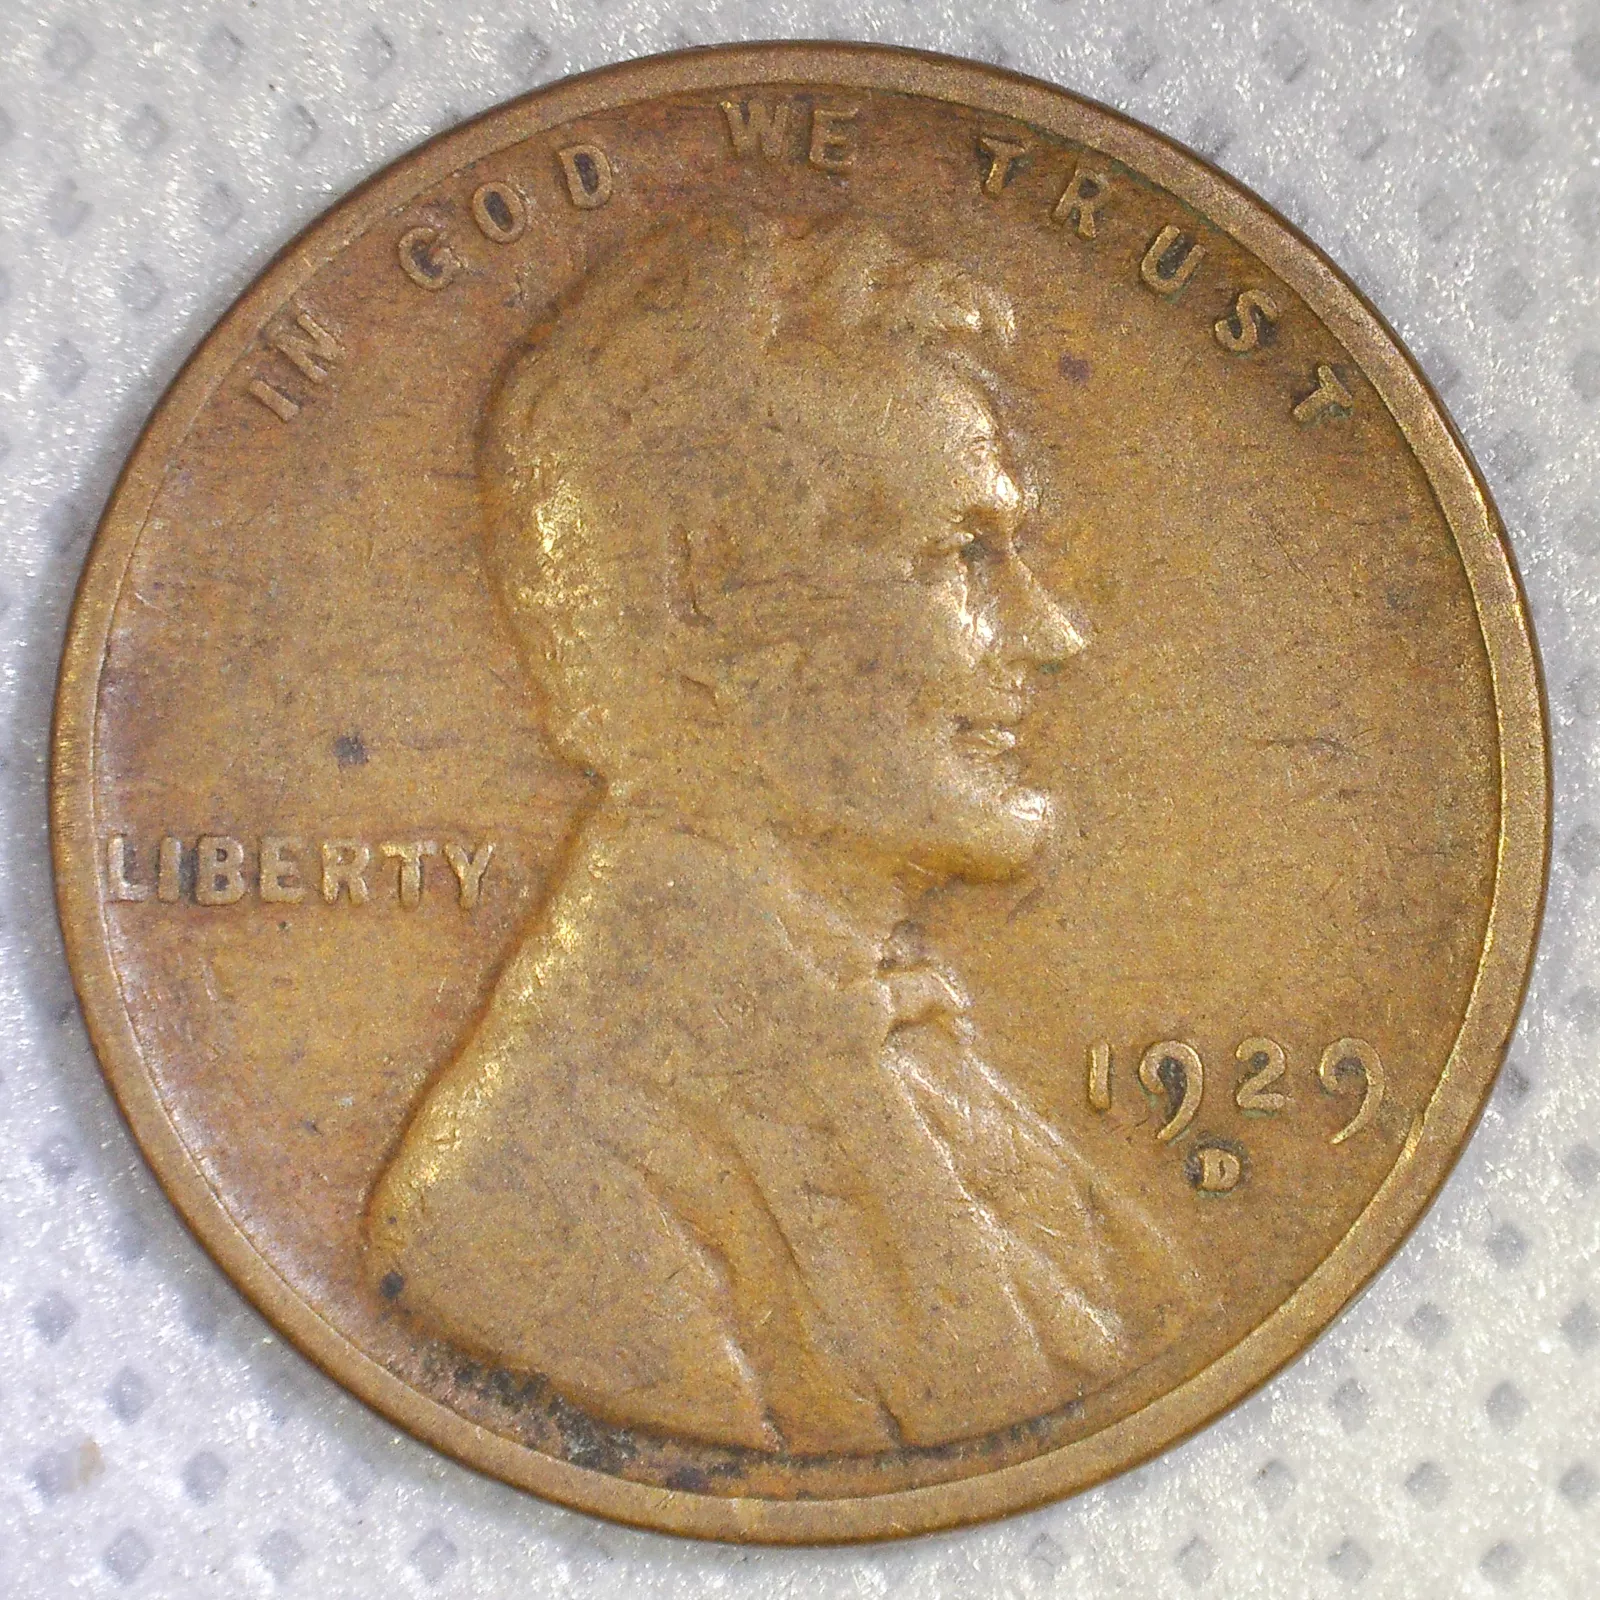 IN GOD WE TRUST
LIBERTY
1929
D